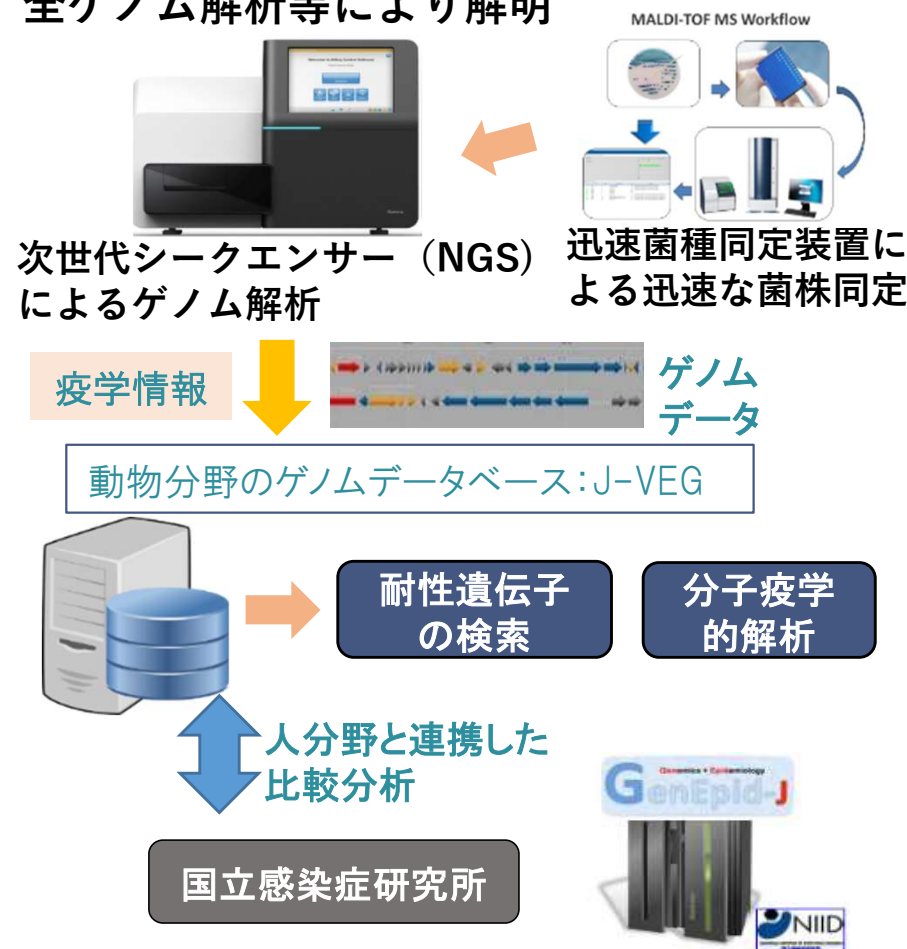 全ゲノム解析等により解明
MALDI-TOF MS Workflow
次世代シークエンサー（NGS）
によるゲノム解析
迅速菌種同定装置に
よる迅速な菌株同定
疫学情報
ゲノム
データ
動物分野のゲノムデータベース：J-VEG
耐性遺伝子
の検索
分子疫学
的解析
人分野と連携した
比較分析
Genomics + Epidemiology
GenEpid-J
国立感染症研究所
NIID